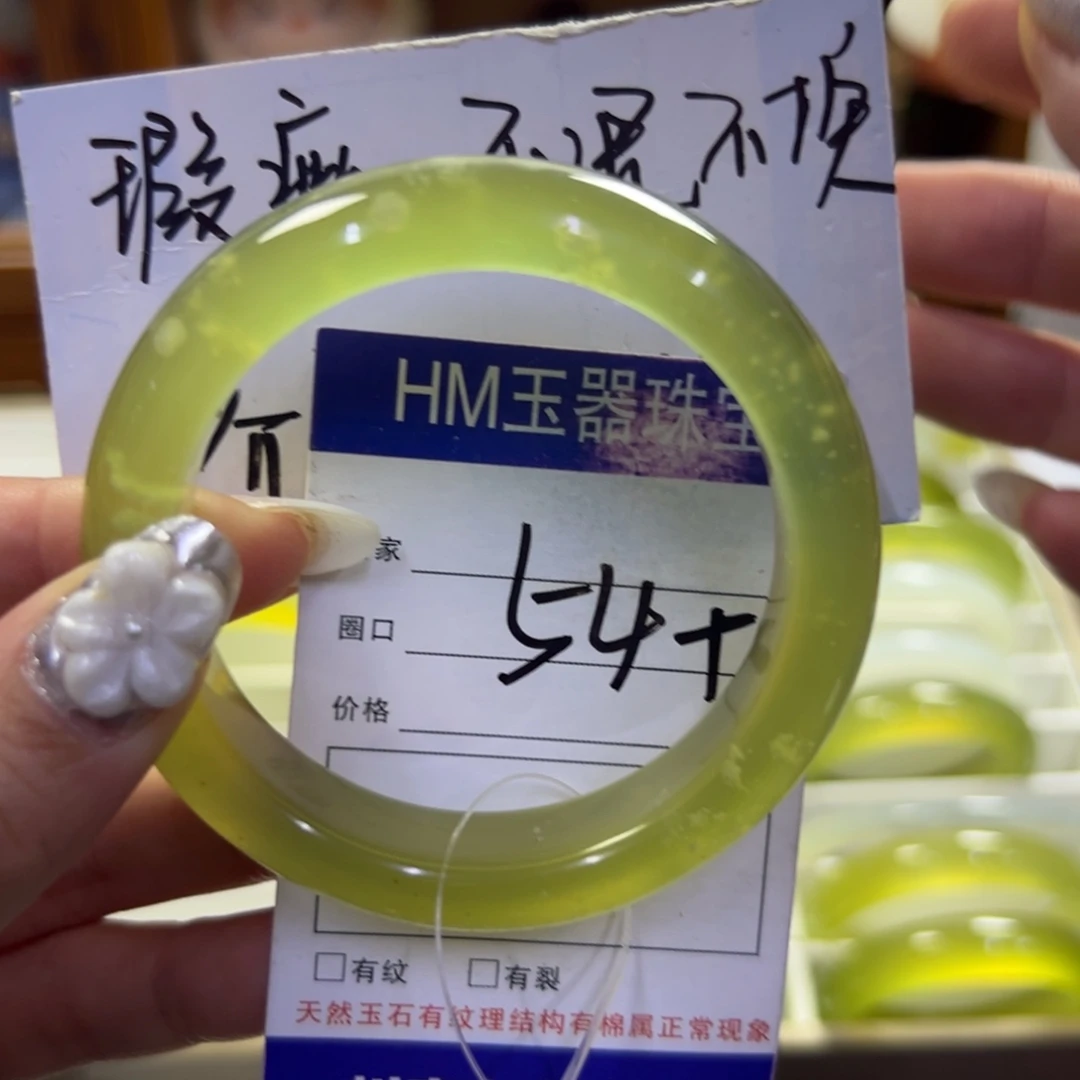 瑕疵 不退不换
HM玉器珠宝
家
圈口 54+
价格
□有纹 □有裂
天然玉石有纹理结构有棉属正常现象